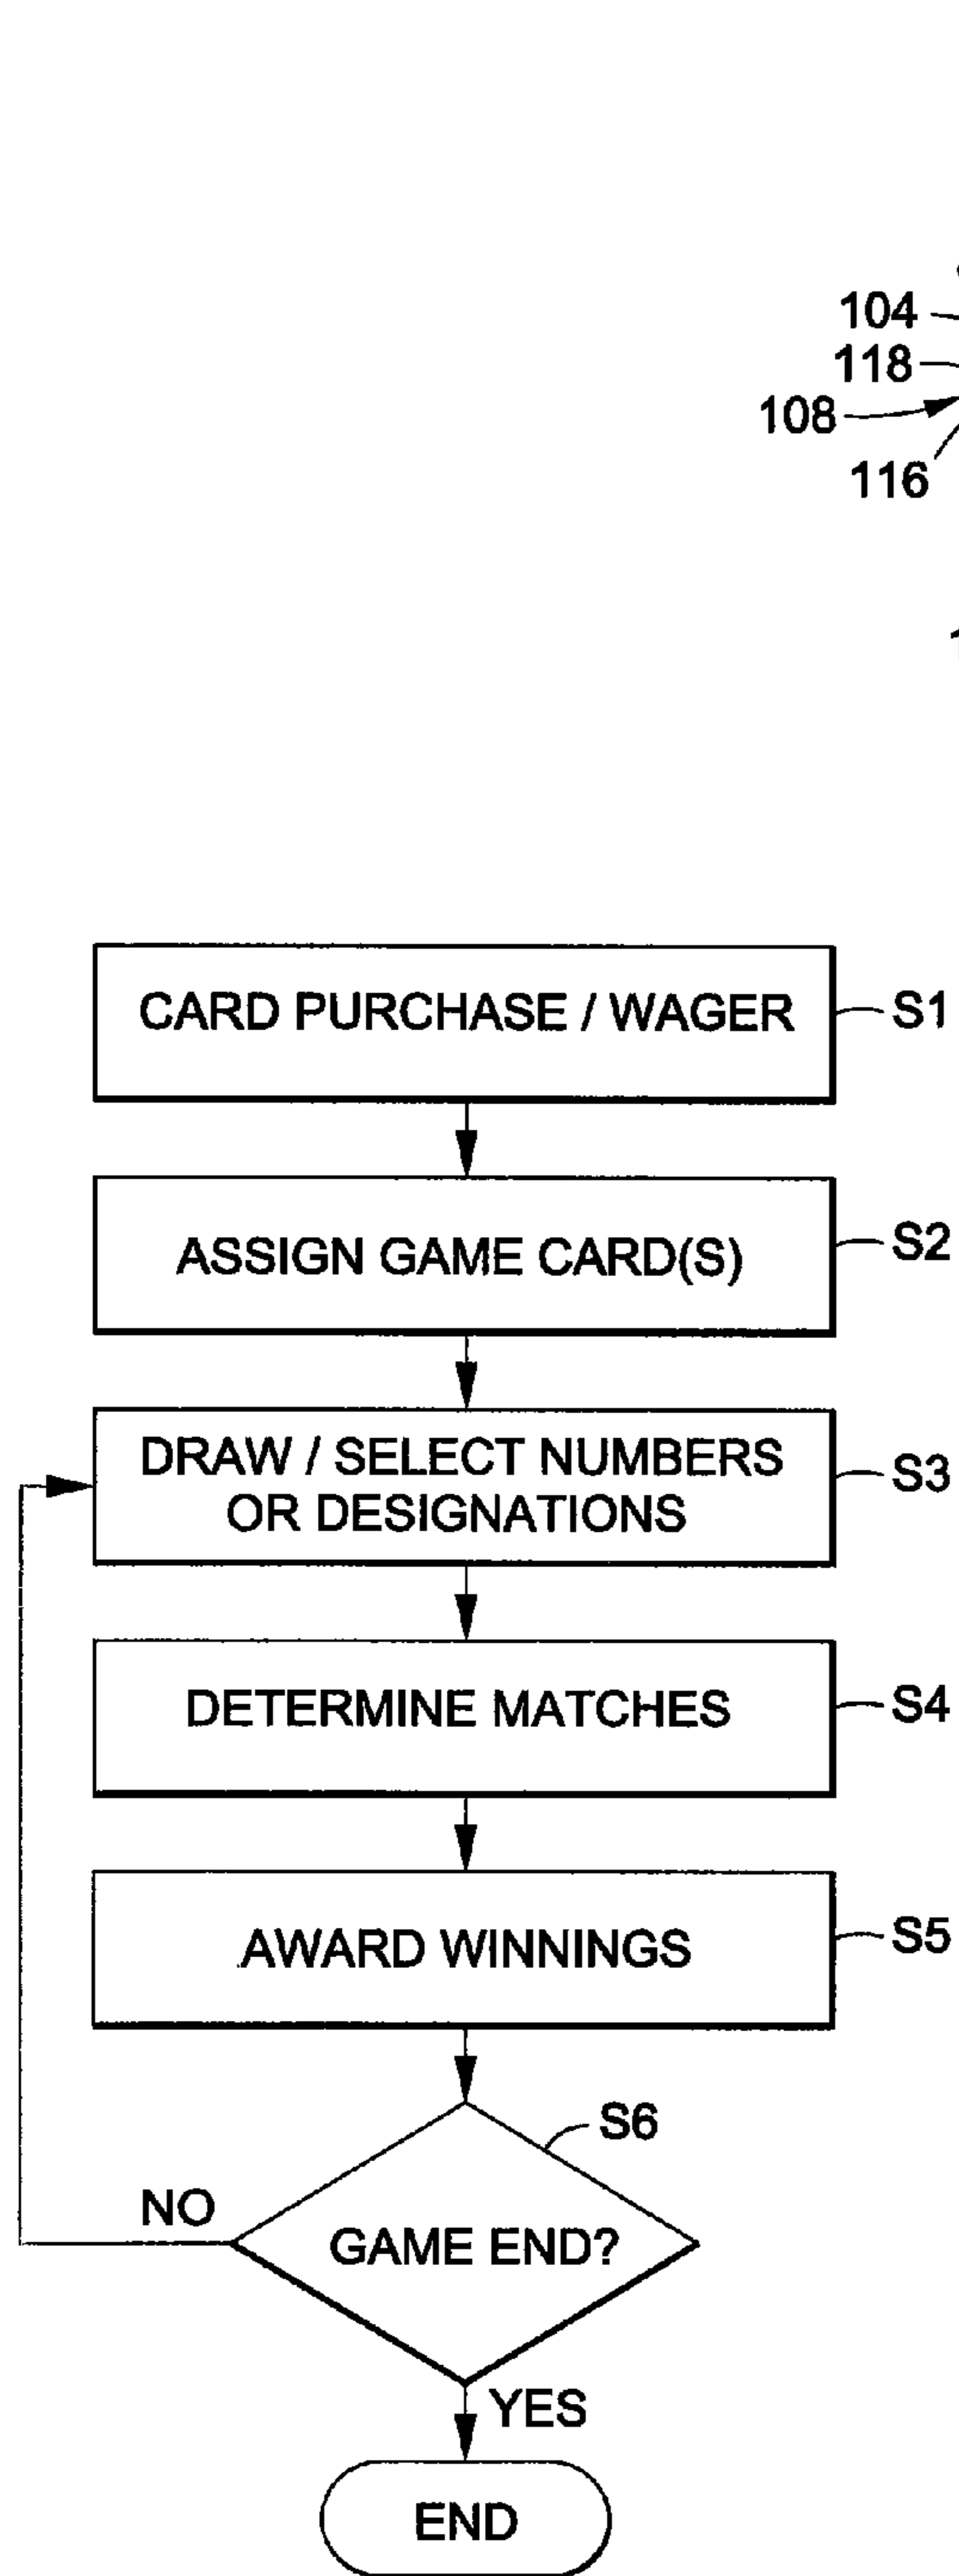 104
118
108
116
CARD PURCHASE / WAGER
S1
ASSIGN GAME CARD(S)
S2
DRAW / SELECT NUMBERS
OR DESIGNATIONS
S3
DETERMINE MATCHES
S4
AWARD WINNINGS
S5
S6
NO
GAME END?
YES
END